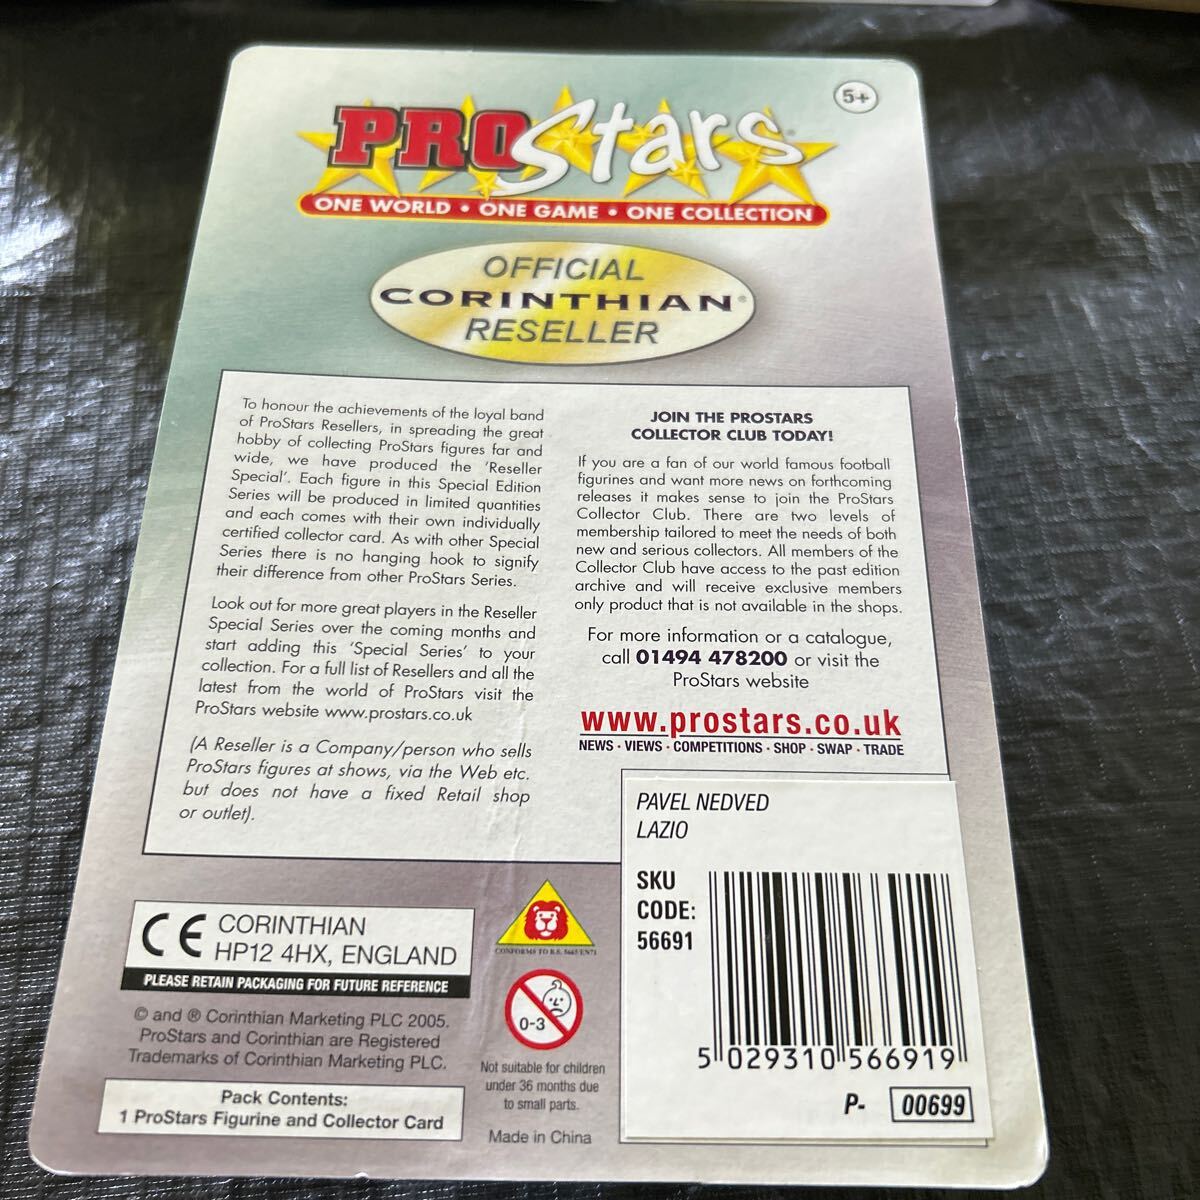 5+
PROStars
ONE WORLD • ONE GAME • ONE COLLECTION
OFFICIAL
CORINTHIAN®
RESELLER
To honour the achievements of the loyal band
of ProStars Resellers, in spreading the great
hobby of collecting ProStars figures far and
wide, we have produced the 'Reseller
Special'. Each figure in this Special Edition
Series will be produced in limited quantities
and each comes with their own individually
certified collector card. As with other Special
Series there is no hanging hook to signify
their difference from other ProStars Series.
Look out for more great players in the Reseller
Special Series over the coming months and
start adding this 'Special Series' to your
collection. For a full list of Resellers and all the
latest from the world of ProStars visit the
ProStars website www.prostars.co.uk
(A Reseller is a Company/person who sells
ProStars figures at shows, via the Web etc.
but does not have a fixed Retail shop
or outlet).
JOIN THE PROSTARS
COLLECTOR CLUB TODAY!
If you are a fan of our world famous football
figurines and want more news on forthcoming
releases it makes sense to join the ProStars
Collector Club. There are two levels of
membership tailored to meet the needs of both
new and serious collectors. All members of the
Collector Club have access to the past edition
archive and will receive exclusive members
only product that is not available in the shops.
For more information or a catalogue,
call 01494 478200 or visit the
ProStars website
www.prostars.co.uk
NEWS · VIEWS · COMPETITIONS · SHOP · SWAP · TRADE
PAVEL NEDVED
LAZIO
SKU
CODE:
56691
5 029310 566919
P- 00699
CE CORINTHIAN
HP12 4HX, ENGLAND
PLEASE RETAIN PACKAGING FOR FUTURE REFERENCE
© and ® Corinthian Marketing PLC 2005.
ProStars and Corinthian are Registered
Trademarks of Corinthian Marketing PLC.
Pack Contents:
1 ProStars Figurine and Collector Card
CONFORMS TO B.S. 5665/EN71
0-3
Not suitable for children
under 36 months due
to small parts.
Made in China